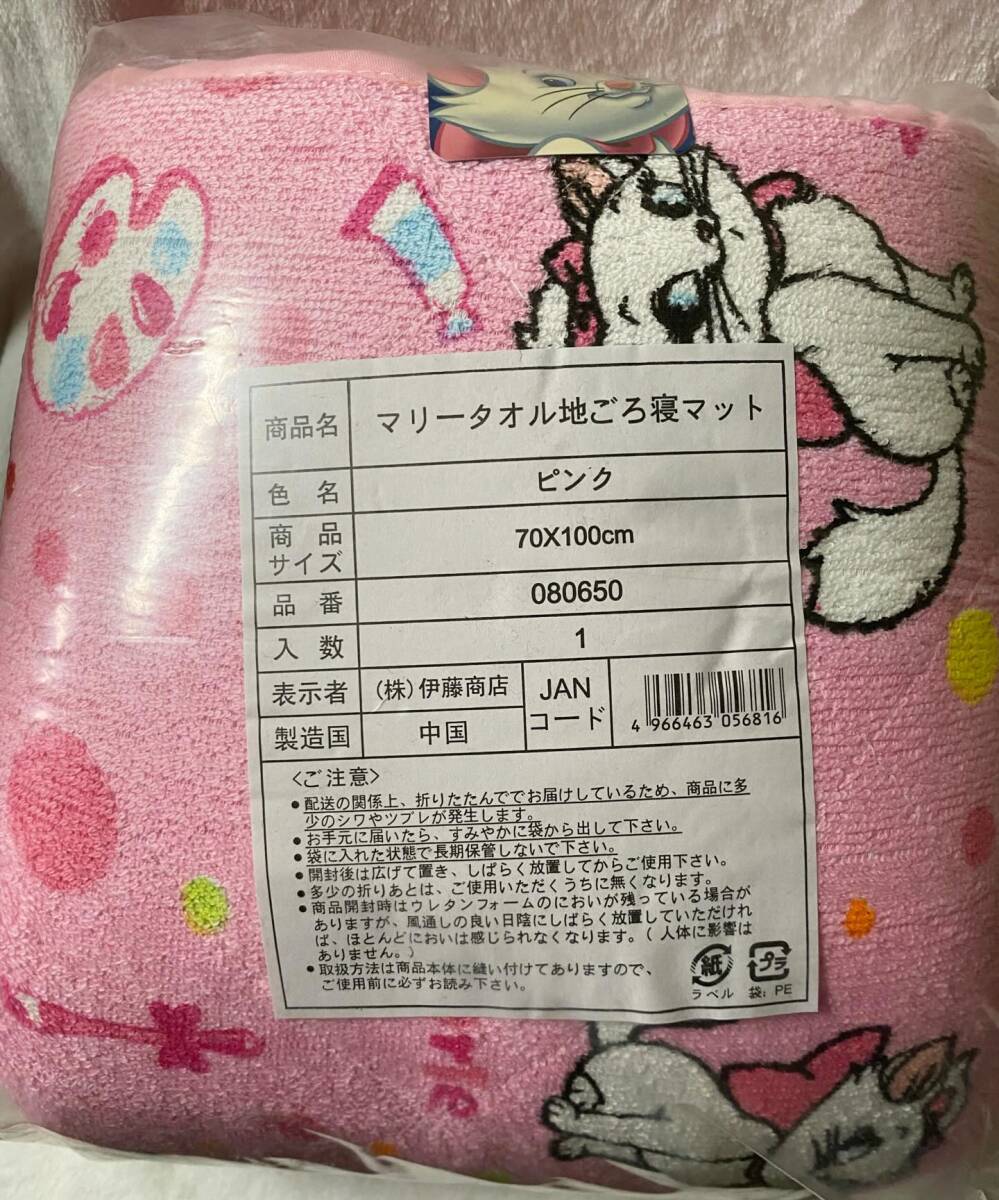 商品名 マリータオル地ごろ寝マット
色 名 ピンク
商 品
サイズ 70X100cm
品 番 080650
入 数 1
表示者 (株)伊藤商店
JAN
コード
4 966463 056816
製造国 中国
<ご注意>
●配送の関係上、折りたたんででお届けしているため、商品に多
少のシワやツブレが発生します。
●お手元に届いたら、すみやかに袋から出して下さい。
●袋に入れた状態で長期保管しないで下さい。
●開封後は広げて置き、しばらく放置してからご使用下さい。
●多少の折りあとは、ご使用いただくうちに無くなります。
●商品開封時はウレタンフォームのにおいが残っている場合が
ありますが、風通しの良い日陰にしばらく放置していただけれ
ば、ほとんどにおいは感じられなくなります。(人体に影響は
ありません。)
●取扱方法は商品本体に縫い付けてありますので、
ご使用前に必ずお読み下さい。
紙
ラベル
プラ
袋: PE